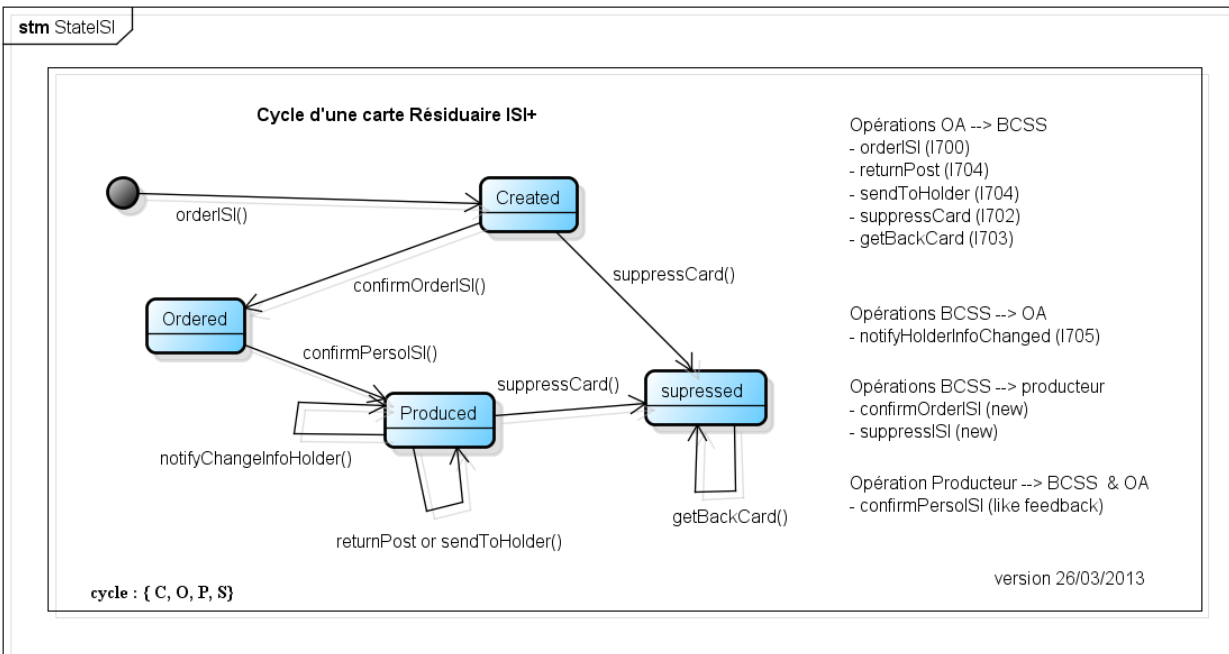 stm StateISI
Cycle d'une carte Résiduaire ISI+
orderISI()
Created
confirmOrderISI()
suppressCard()
Ordered
confirmPersoISI()
suppressCard()
supressed
Produced
notifyChangeInfoHolder()
getBackCard()
returnPost or sendToHolder()
cycle : { C, O, P, S}
Opérations OA --> BCSS
- orderISI (I700)
- returnPost (I704)
- sendToHolder (I704)
- suppressCard (I702)
- getBackCard (I703)
Opérations BCSS --> OA
- notifyHolderInfoChanged (I705)
Opérations BCSS --> producteur
- confirmOrderISI (new)
- suppressISI (new)
Opération Producteur --> BCSS & OA
- confirmPersoISI (like feedback)
version 26/03/2013